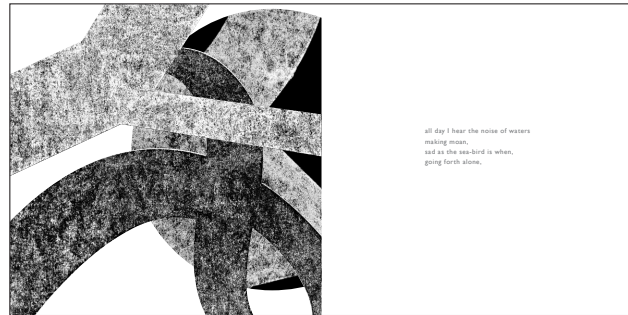 all day I hear the noise of waters
making moan,
sad as the sea-bird is when,
going forth alone,